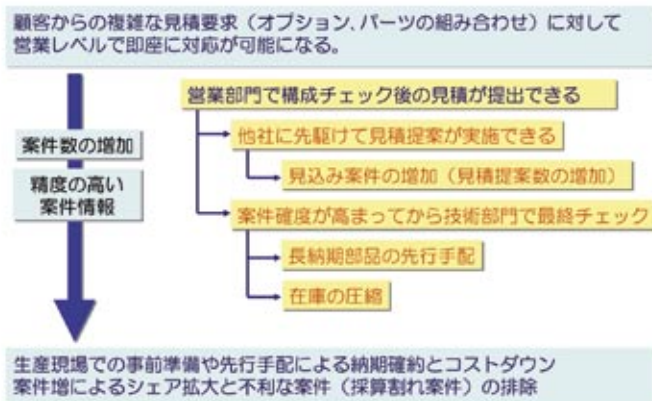 顧客からの複雑な見積要求（オプション、パーツの組み合わせ）に対して
営業レベルで即座に対応が可能になる。
営業部門で構成チェック後の見積が提出できる
他社に先駆けて見積提案が実施できる
案件数の増加
見込み案件の増加（見積提案数の増加）
精度の高い
案件情報
案件確度が高まってから技術部門で最終チェック
長納期部品の先行手配
在庫の圧縮
生産現場での事前準備や先行手配による納期確約とコストダウン
案件増によるシェア拡大と不利な案件（採算割れ案件）の排除